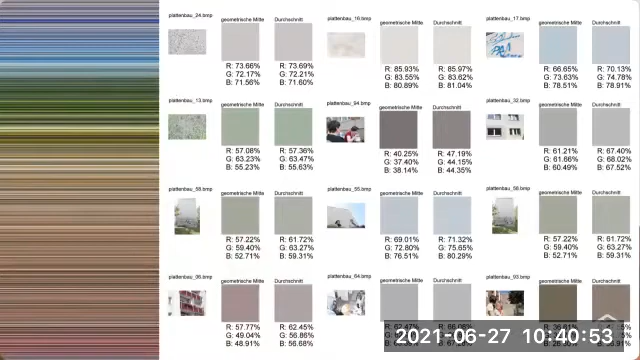 plattenbau_24.bmp geometrische Mitte Durchschnitt
R: 73.66% R: 73.69%
G: 72.17% G: 72.21%
B: 71.56% B: 71.60%
plattenbau_16.bmp geometrische Mitte Durchschnitt
R: 85.93% R: 85.97%
G: 83.55% G: 83.62%
B: 80.89% B: 81.04%
plattenbau_17.bmp geometrische Mitte Durchschnitt
R: 66.65% R: 70.13%
G: 73.63% G: 74.78%
B: 78.51% B: 78.91%
plattenbau_13.bmp geometrische Mitte Durchschnitt
R: 57.08% R: 57.36%
G: 63.23% G: 63.47%
B: 55.23% B: 55.63%
plattenbau_94.bmp geometrische Mitte Durchschnitt
R: 40.25% R: 47.19%
G: 37.40% G: 44.15%
B: 38.14% B: 44.35%
plattenbau_32.bmp geometrische Mitte Durchschnitt
R: 61.21% R: 67.40%
G: 61.66% G: 68.02%
B: 60.49% B: 67.52%
plattenbau_58.bmp geometrische Mitte Durchschnitt
R: 57.22% R: 61.72%
G: 59.40% G: 63.27%
B: 52.71% B: 59.31%
plattenbau_55.bmp geometrische Mitte Durchschnitt
R: 69.01% R: 71.32%
G: 72.80% G: 75.65%
B: 76.51% B: 80.29%
plattenbau_58.bmp geometrische Mitte Durchschnitt
R: 57.22% R: 61.72%
G: 59.40% G: 63.27%
B: 52.71% B: 59.31%
plattenbau_06.bmp geometrische Mitte Durchschnitt
R: 57.77% R: 62.45%
G: 49.04% G: 56.86%
B: 48.91% B: 56.68%
plattenbau_64.bmp geometrische Mitte Durchschnitt
plattenbau_93.bmp geometrische Mitte Durchschnitt
2021-06-27 10:40:53